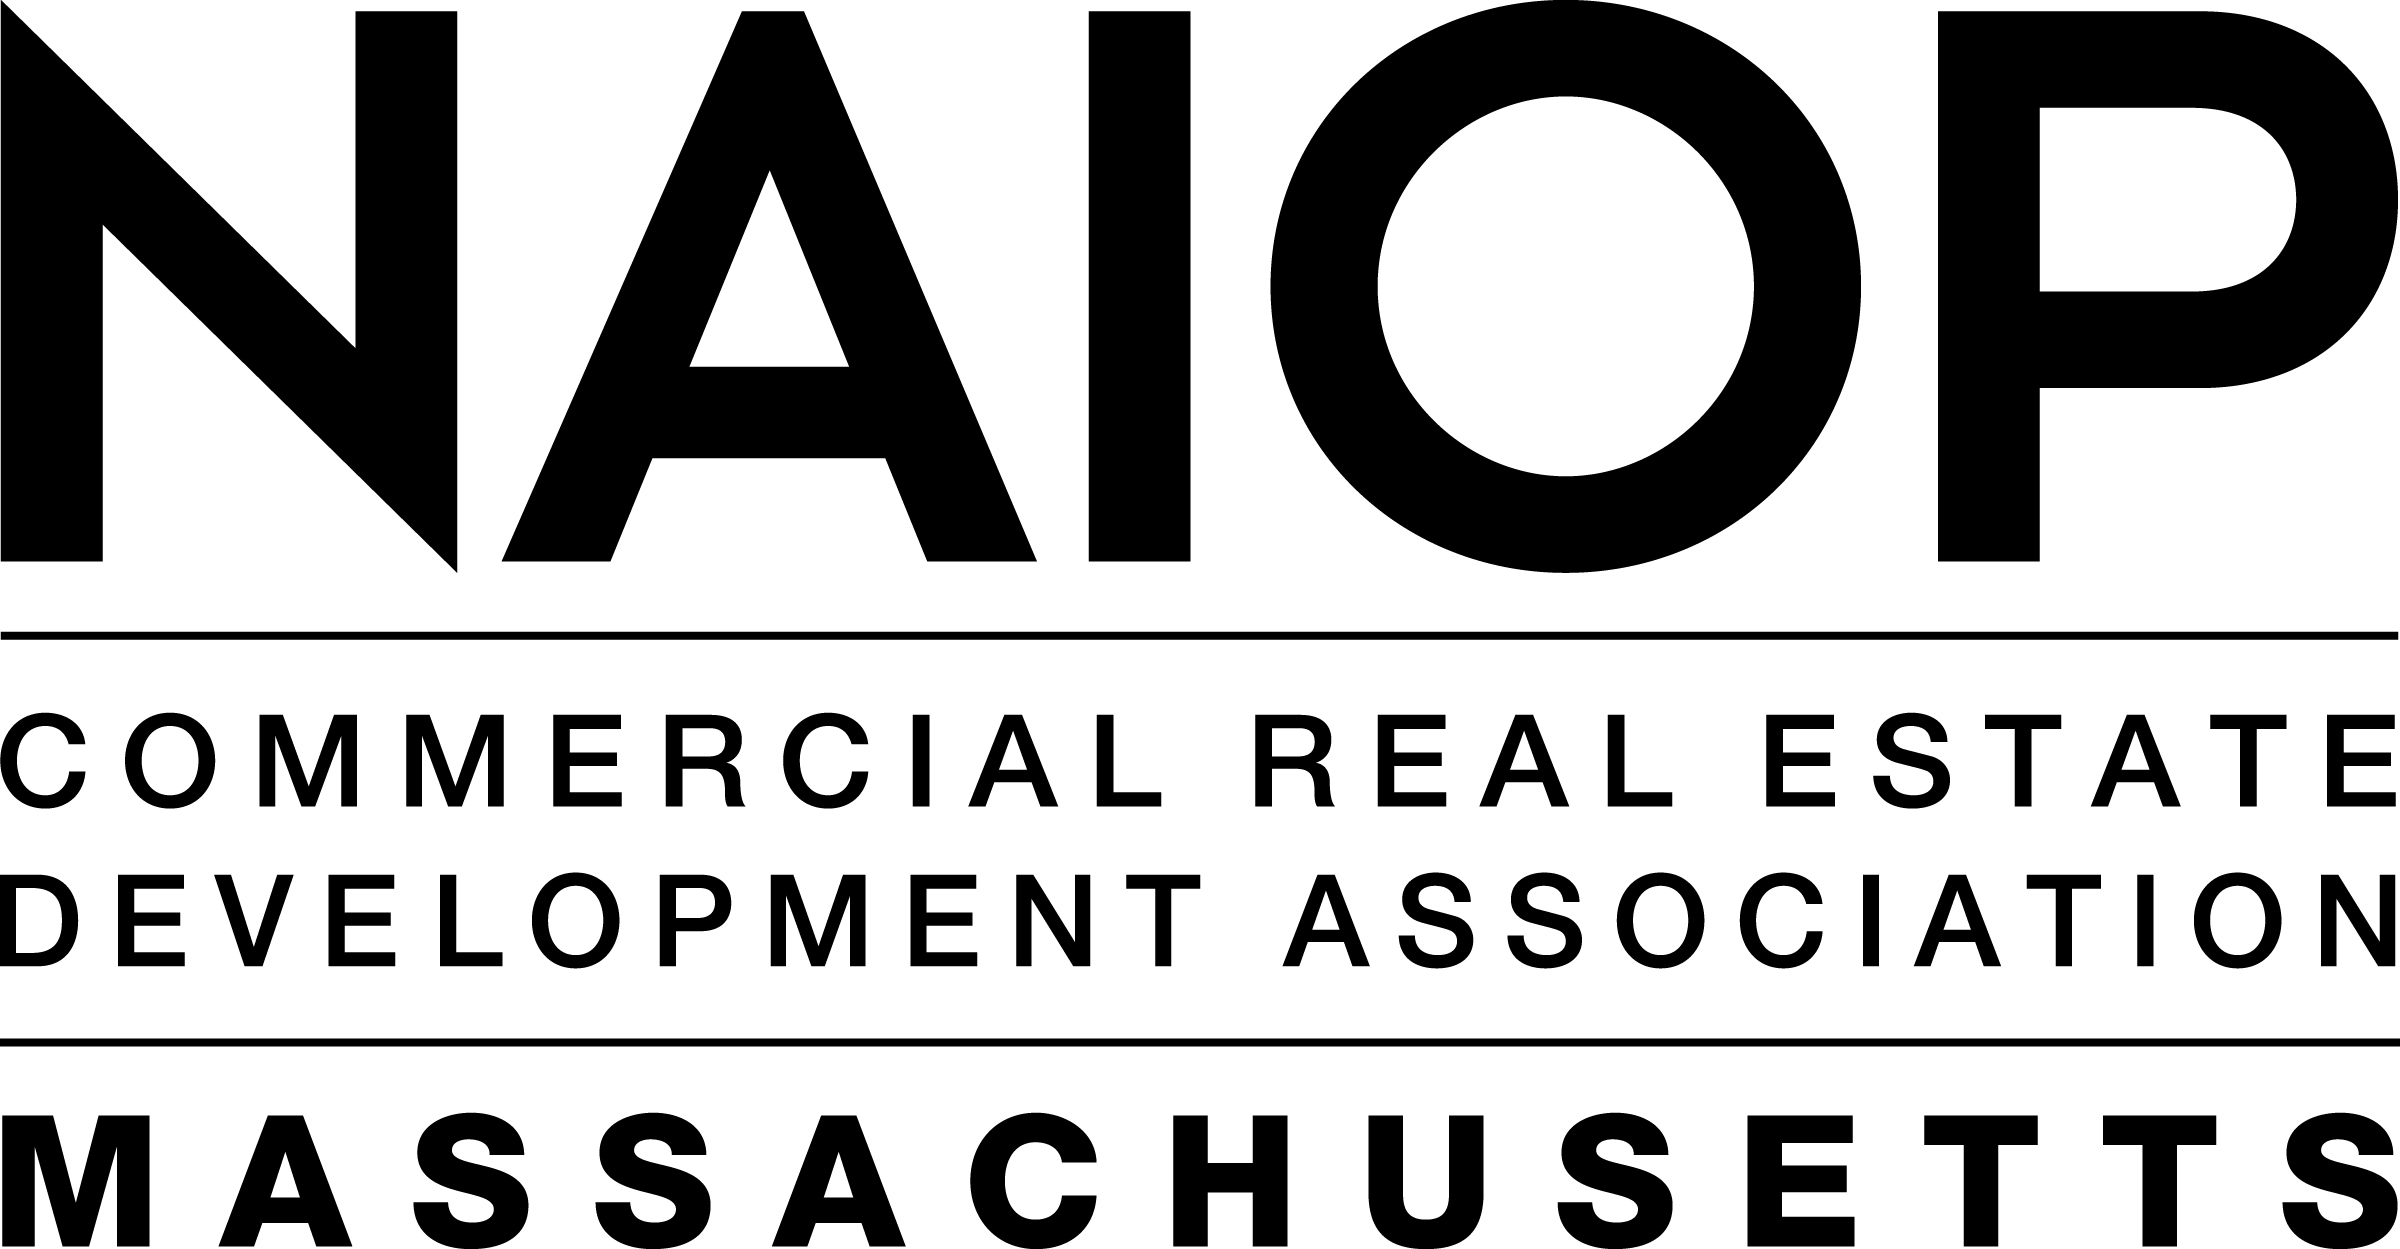 NAIOP
COMMERCIAL REAL ESTATE
DEVELOPMENT ASSOCIATION
MASSACHUSETTS